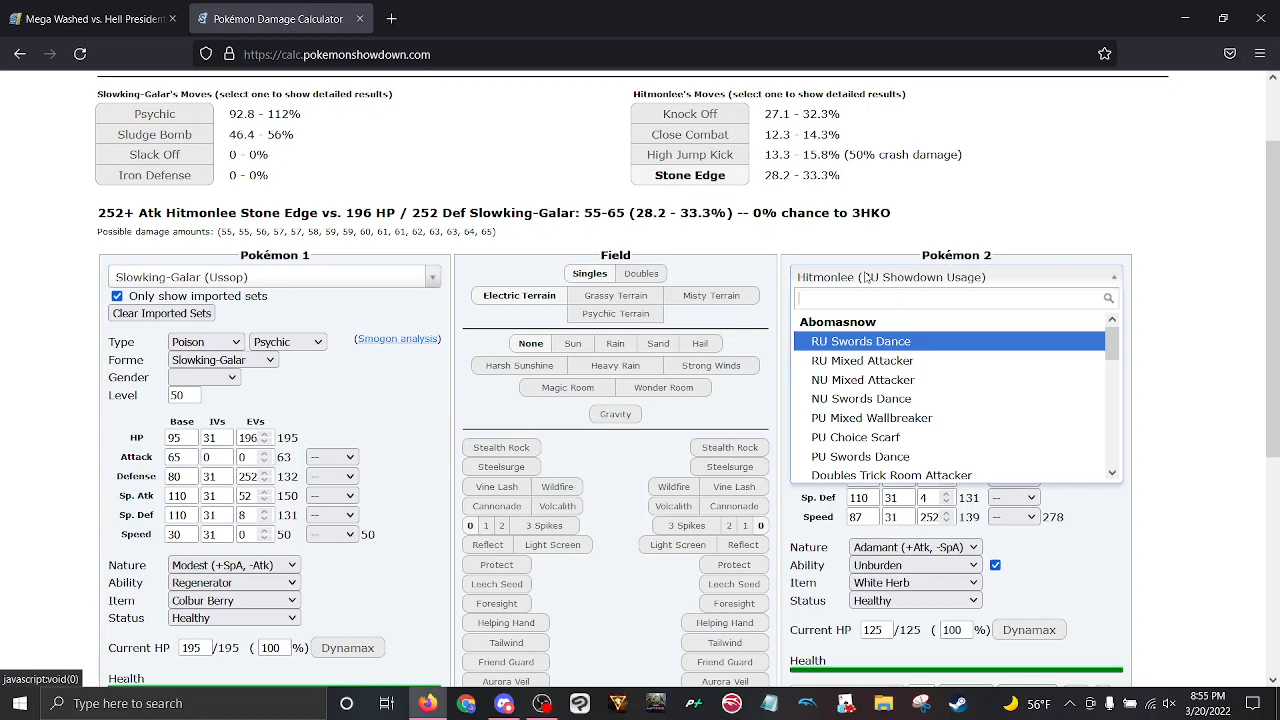 Mega Washed vs. Hell President
Pokémon Damage Calculator
https://calc.pokemonshowdown.com
Slowking-Galar's Moves (select one to show detailed results)
Psychic 92.8 - 112%
Sludge Bomb 46.4 - 56%
Slack Off 0 - 0%
Iron Defense 0 - 0%
Hitmonlee's Moves (select one to show detailed results)
Knock Off 27.1 - 32.3%
Close Combat 12.3 - 14.3%
High Jump Kick 13.3 - 15.8% (50% crash damage)
Stone Edge 28.2 - 33.3%
252+ Atk Hitmonlee Stone Edge vs. 196 HP / 252 Def Slowking-Galar: 55-65 (28.2 - 33.3%) -- 0% chance to 3HKO
Possible damage amounts: (55, 55, 56, 57, 57, 58, 59, 59, 60, 61, 61, 62, 63, 63, 64, 65)
Pokémon 1
Slowking-Galar (Ussop)
Only show imported sets
Clear Imported Sets
Type Poison Psychic (Smogon analysis)
Forme Slowking-Galar
Gender
Level 50
Base IVs EVs
HP 95 31 196 195
Attack 65 0 0 63 --
Defense 80 31 252 132 --
Sp. Atk 110 31 52 150 --
Sp. Def 110 31 8 131 --
Speed 30 31 0 50 -- 50
Nature Modest (+SpA, -Atk)
Ability Regenerator
Item Colbur Berry
Status Healthy
Current HP 195 /195 ( 100 %) Dynamax
Health
Field
Singles Doubles
Electric Terrain Grassy Terrain Misty Terrain
Psychic Terrain
None Sun Rain Sand Hail
Harsh Sunshine Heavy Rain Strong Winds
Magic Room Wonder Room
Gravity
Stealth Rock Stealth Rock
Steelsurge Steelsurge
Vine Lash Wildfire Wildfire Vine Lash
Cannonade Volcalith Volcalith Cannonade
0 1 2 3 Spikes 3 Spikes 2 1 0
Reflect Light Screen Light Screen Reflect
Protect Protect
Leech Seed Leech Seed
Foresight Foresight
Helping Hand Helping Hand
Tailwind Tailwind
Friend Guard Friend Guard
Aurora Veil Aurora Veil
Pokémon 2
Hitmonlee (RU Showdown Usage)
Abomasnow
RU Swords Dance
RU Mixed Attacker
NU Mixed Attacker
NU Swords Dance
PU Mixed Wallbreaker
PU Choice Scarf
PU Swords Dance
Doubles Trick Room Attacker
Sp. Def 110 31 4 131 --
Speed 87 31 252 139 -- 278
Nature Adamant (+Atk, -SpA)
Ability Unburden
Item White Herb
Status Healthy
Current HP 125 /125 ( 100 %) Dynamax
Health
javascript:void(0)
Type here to search
56°F
8:55 PM
3/20/2022